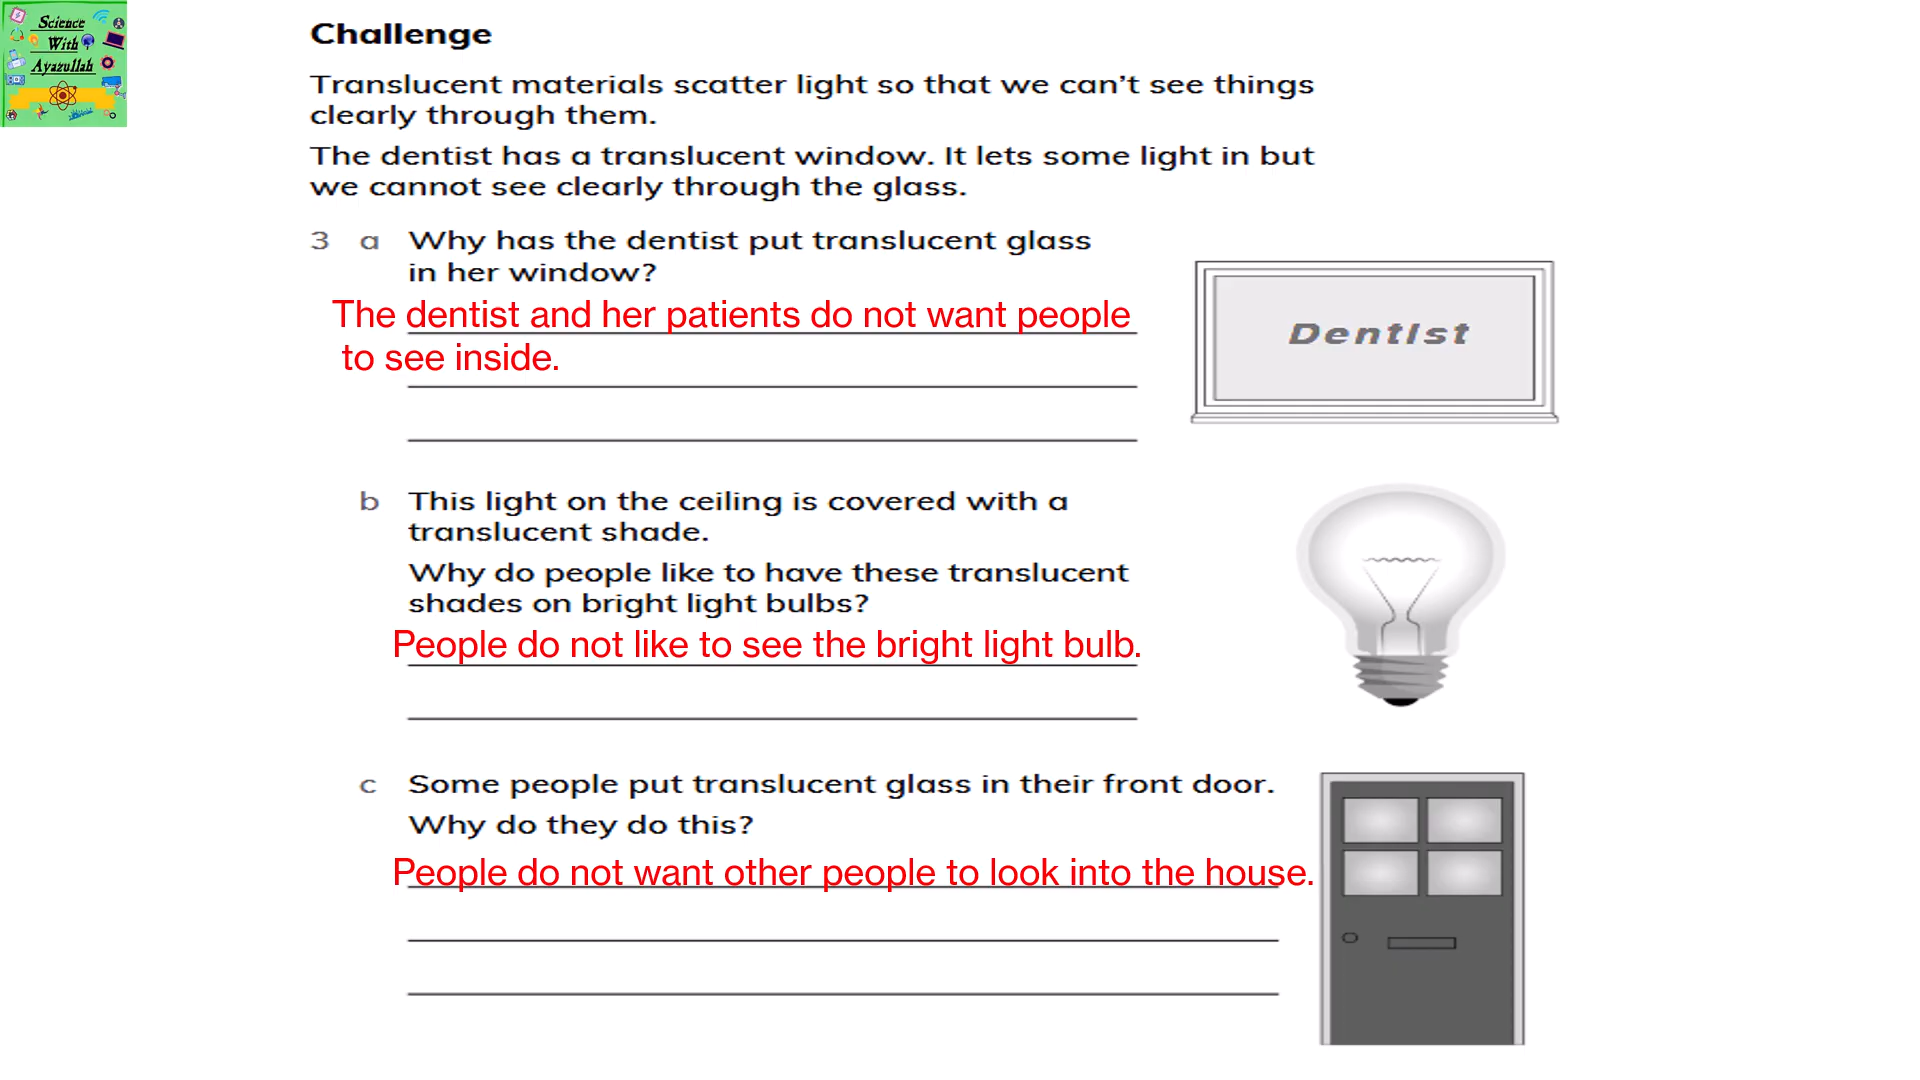 Science
With
Ayazullah
Challenge
Translucent materials scatter light so that we can't see things
clearly through them.
The dentist has a translucent window. It lets some light in but
we cannot see clearly through the glass.
3 a Why has the dentist put translucent glass
in her window?
The dentist and her patients do not want people
to see inside.
Dentist
b This light on the ceiling is covered with a
translucent shade.
Why do people like to have these translucent
shades on bright light bulbs?
People do not like to see the bright light bulb.
c Some people put translucent glass in their front door.
Why do they do this?
People do not want other people to look into the house.